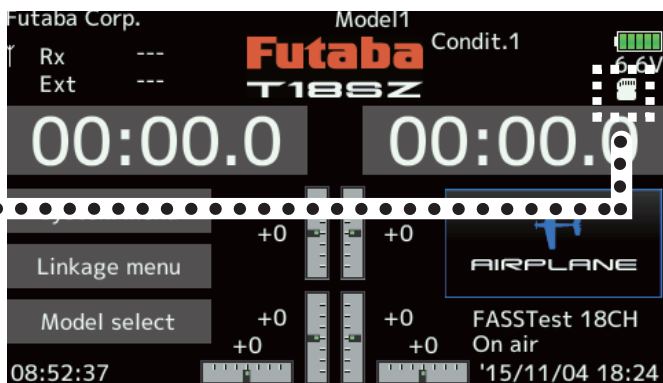 Futaba Corp.
Model1
Rx ---
Ext ---
Futaba
T18SZ
Condit.1
6.6V
00:00.0
00:00.0
+0
+0
Linkage menu
AIRPLANE
Model select
+0
+0
+0
+0
FASSTest 18CH
On air
08:52:37
'15/11/04 18:24